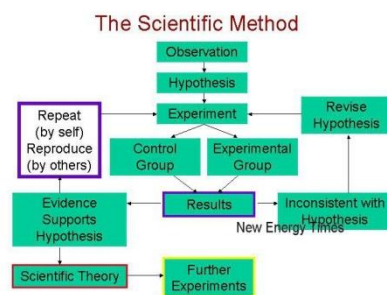 The Scientific Method
Observation
Hypothesis
Experiment
Repeat
(by self)
Reproduce
(by others)
Revise
Hypothesis
Control
Group
Experimental
Group
Evidence
Supports
Hypothesis
Results
Inconsistent with
Hypothesis
New Energy Times
Scientific Theory
Further
Experiments